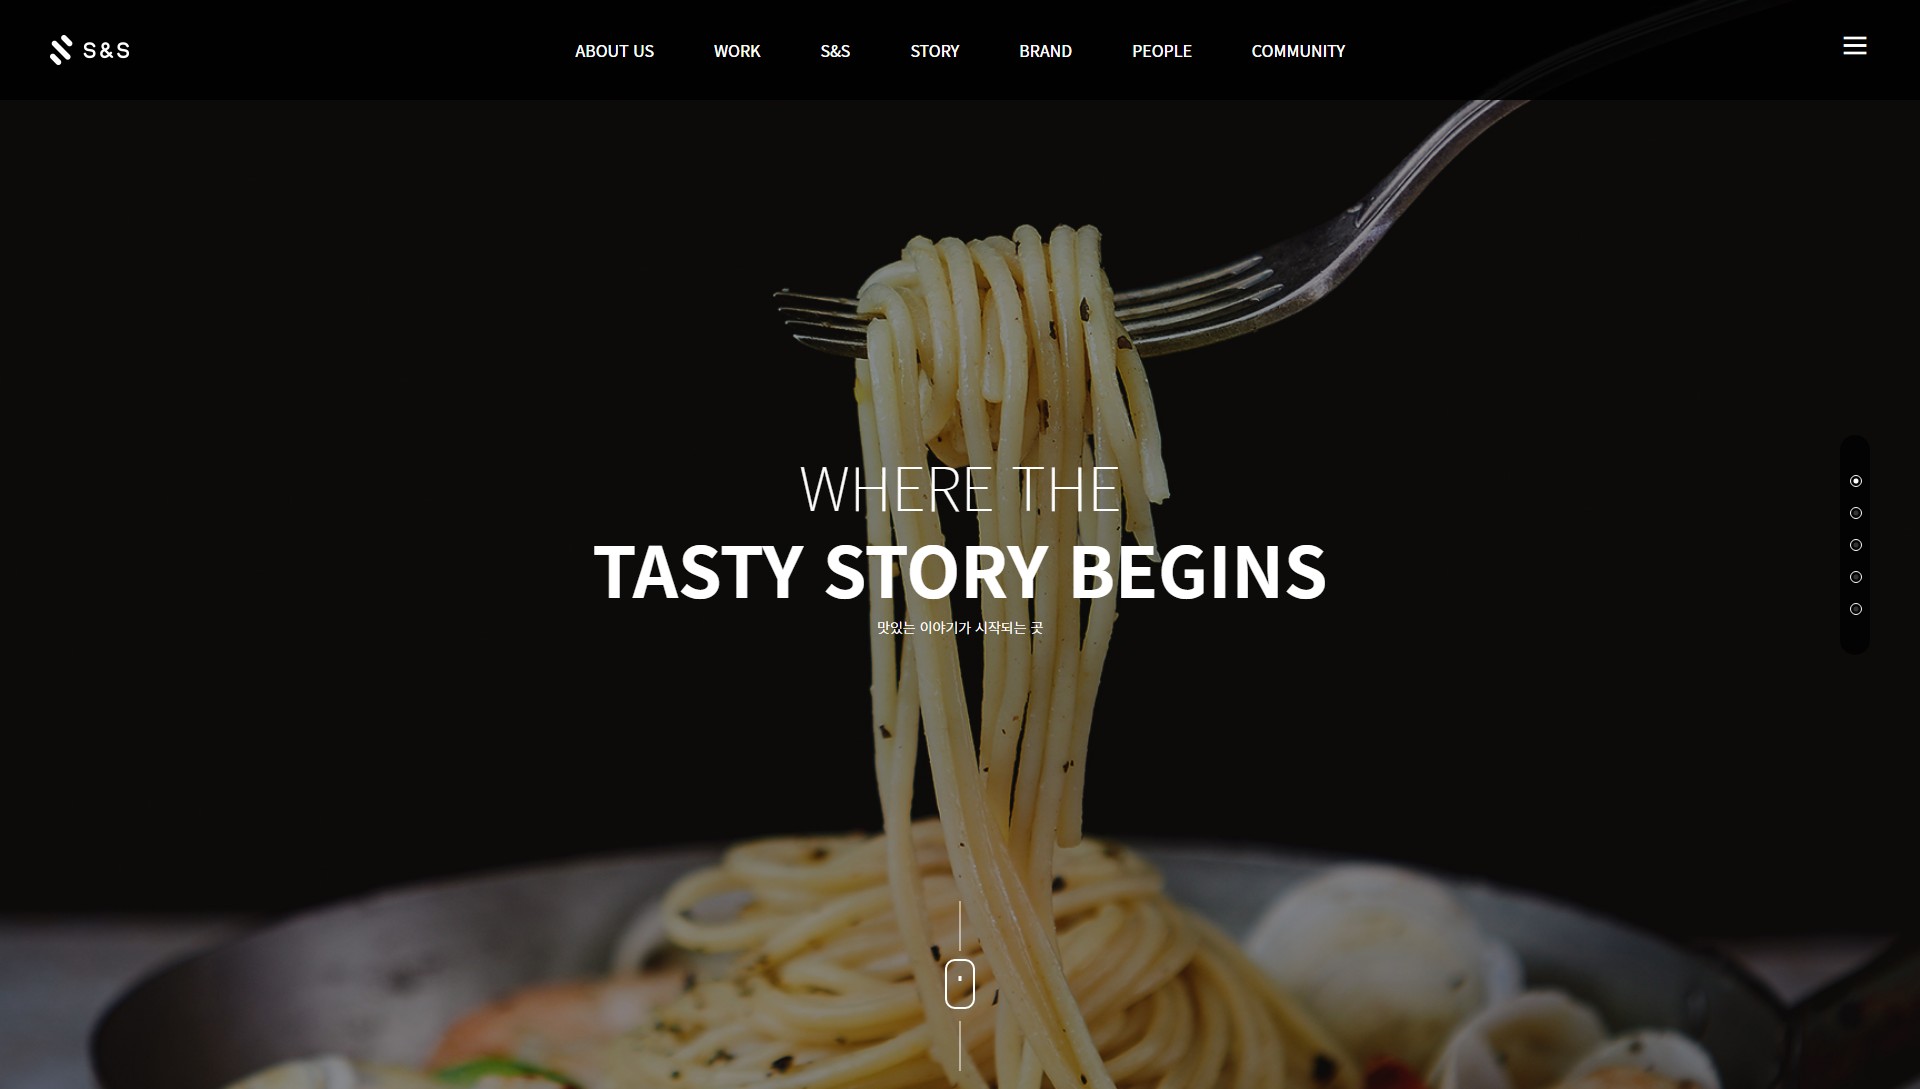 S&S
ABOUT US WORK S&S STORY BRAND PEOPLE COMMUNITY
WHERE THE
TASTY STORY BEGINS
맛있는 이야기가 시작되는 곳